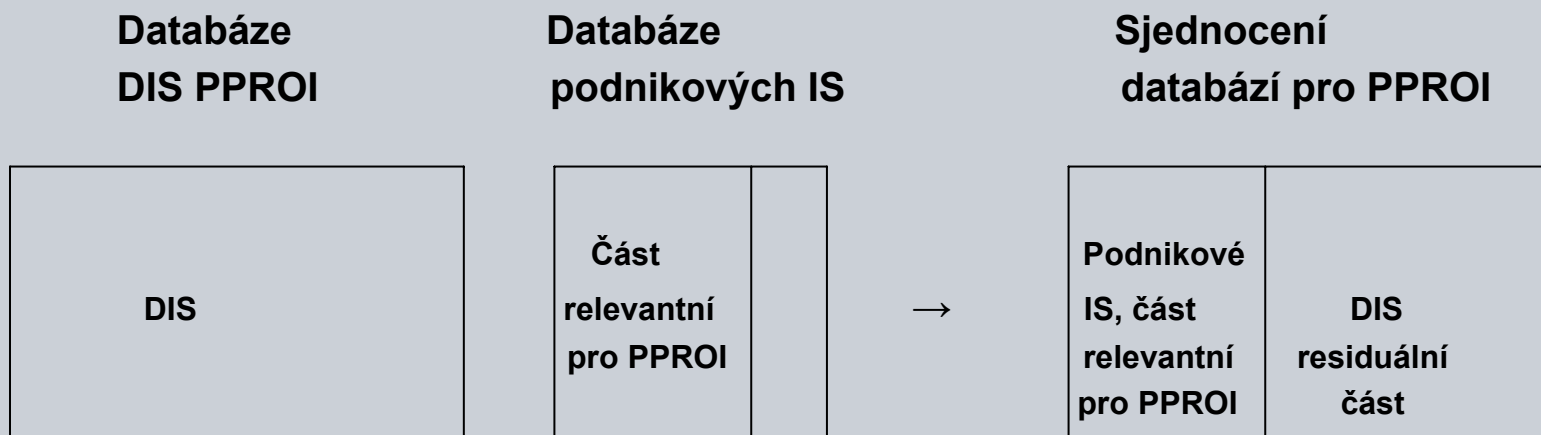 Databáze
DIS PPROI
Databáze
podnikových IS
Sjednocení
databází pro PPROI
DIS
Část
relevantní
pro PPROI
→
Podnikové
IS, část
relevantní
pro PPROI
DIS
residuální
část